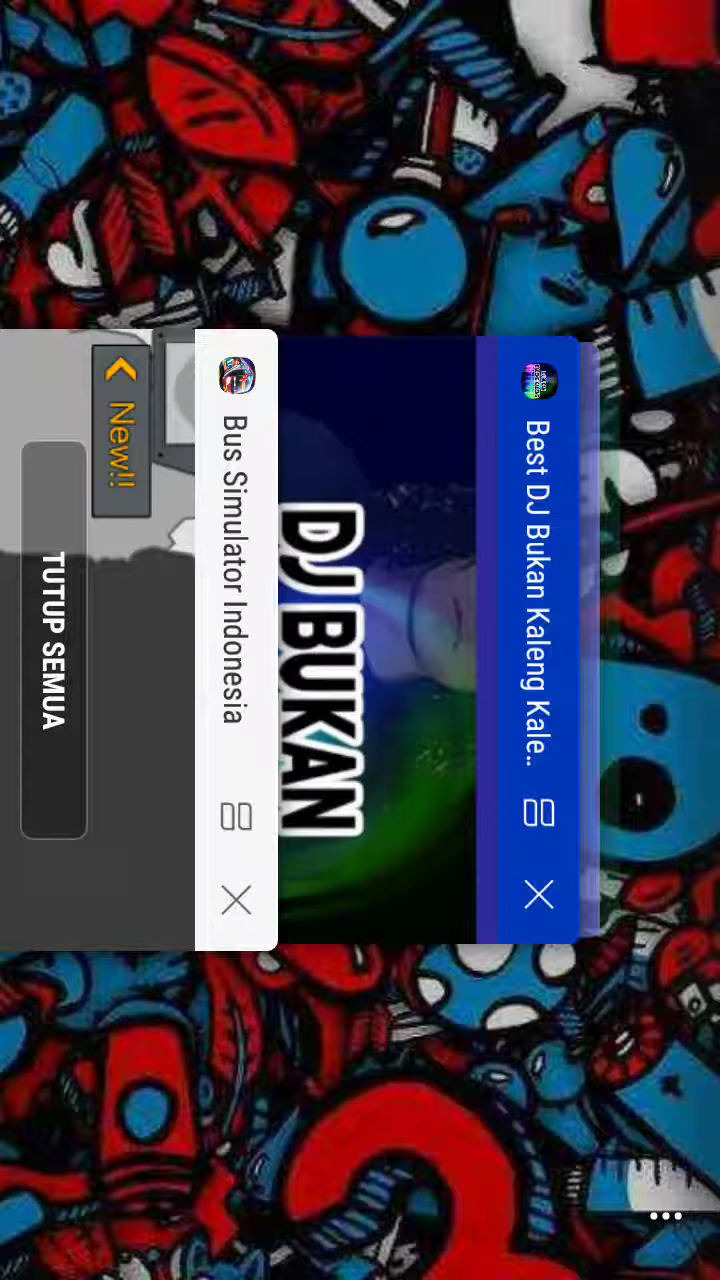 Best DJ Bukan Kaleng Kale..
DJ BUKAN
Bus Simulator Indonesia
New!!
TUTUP SEMUA